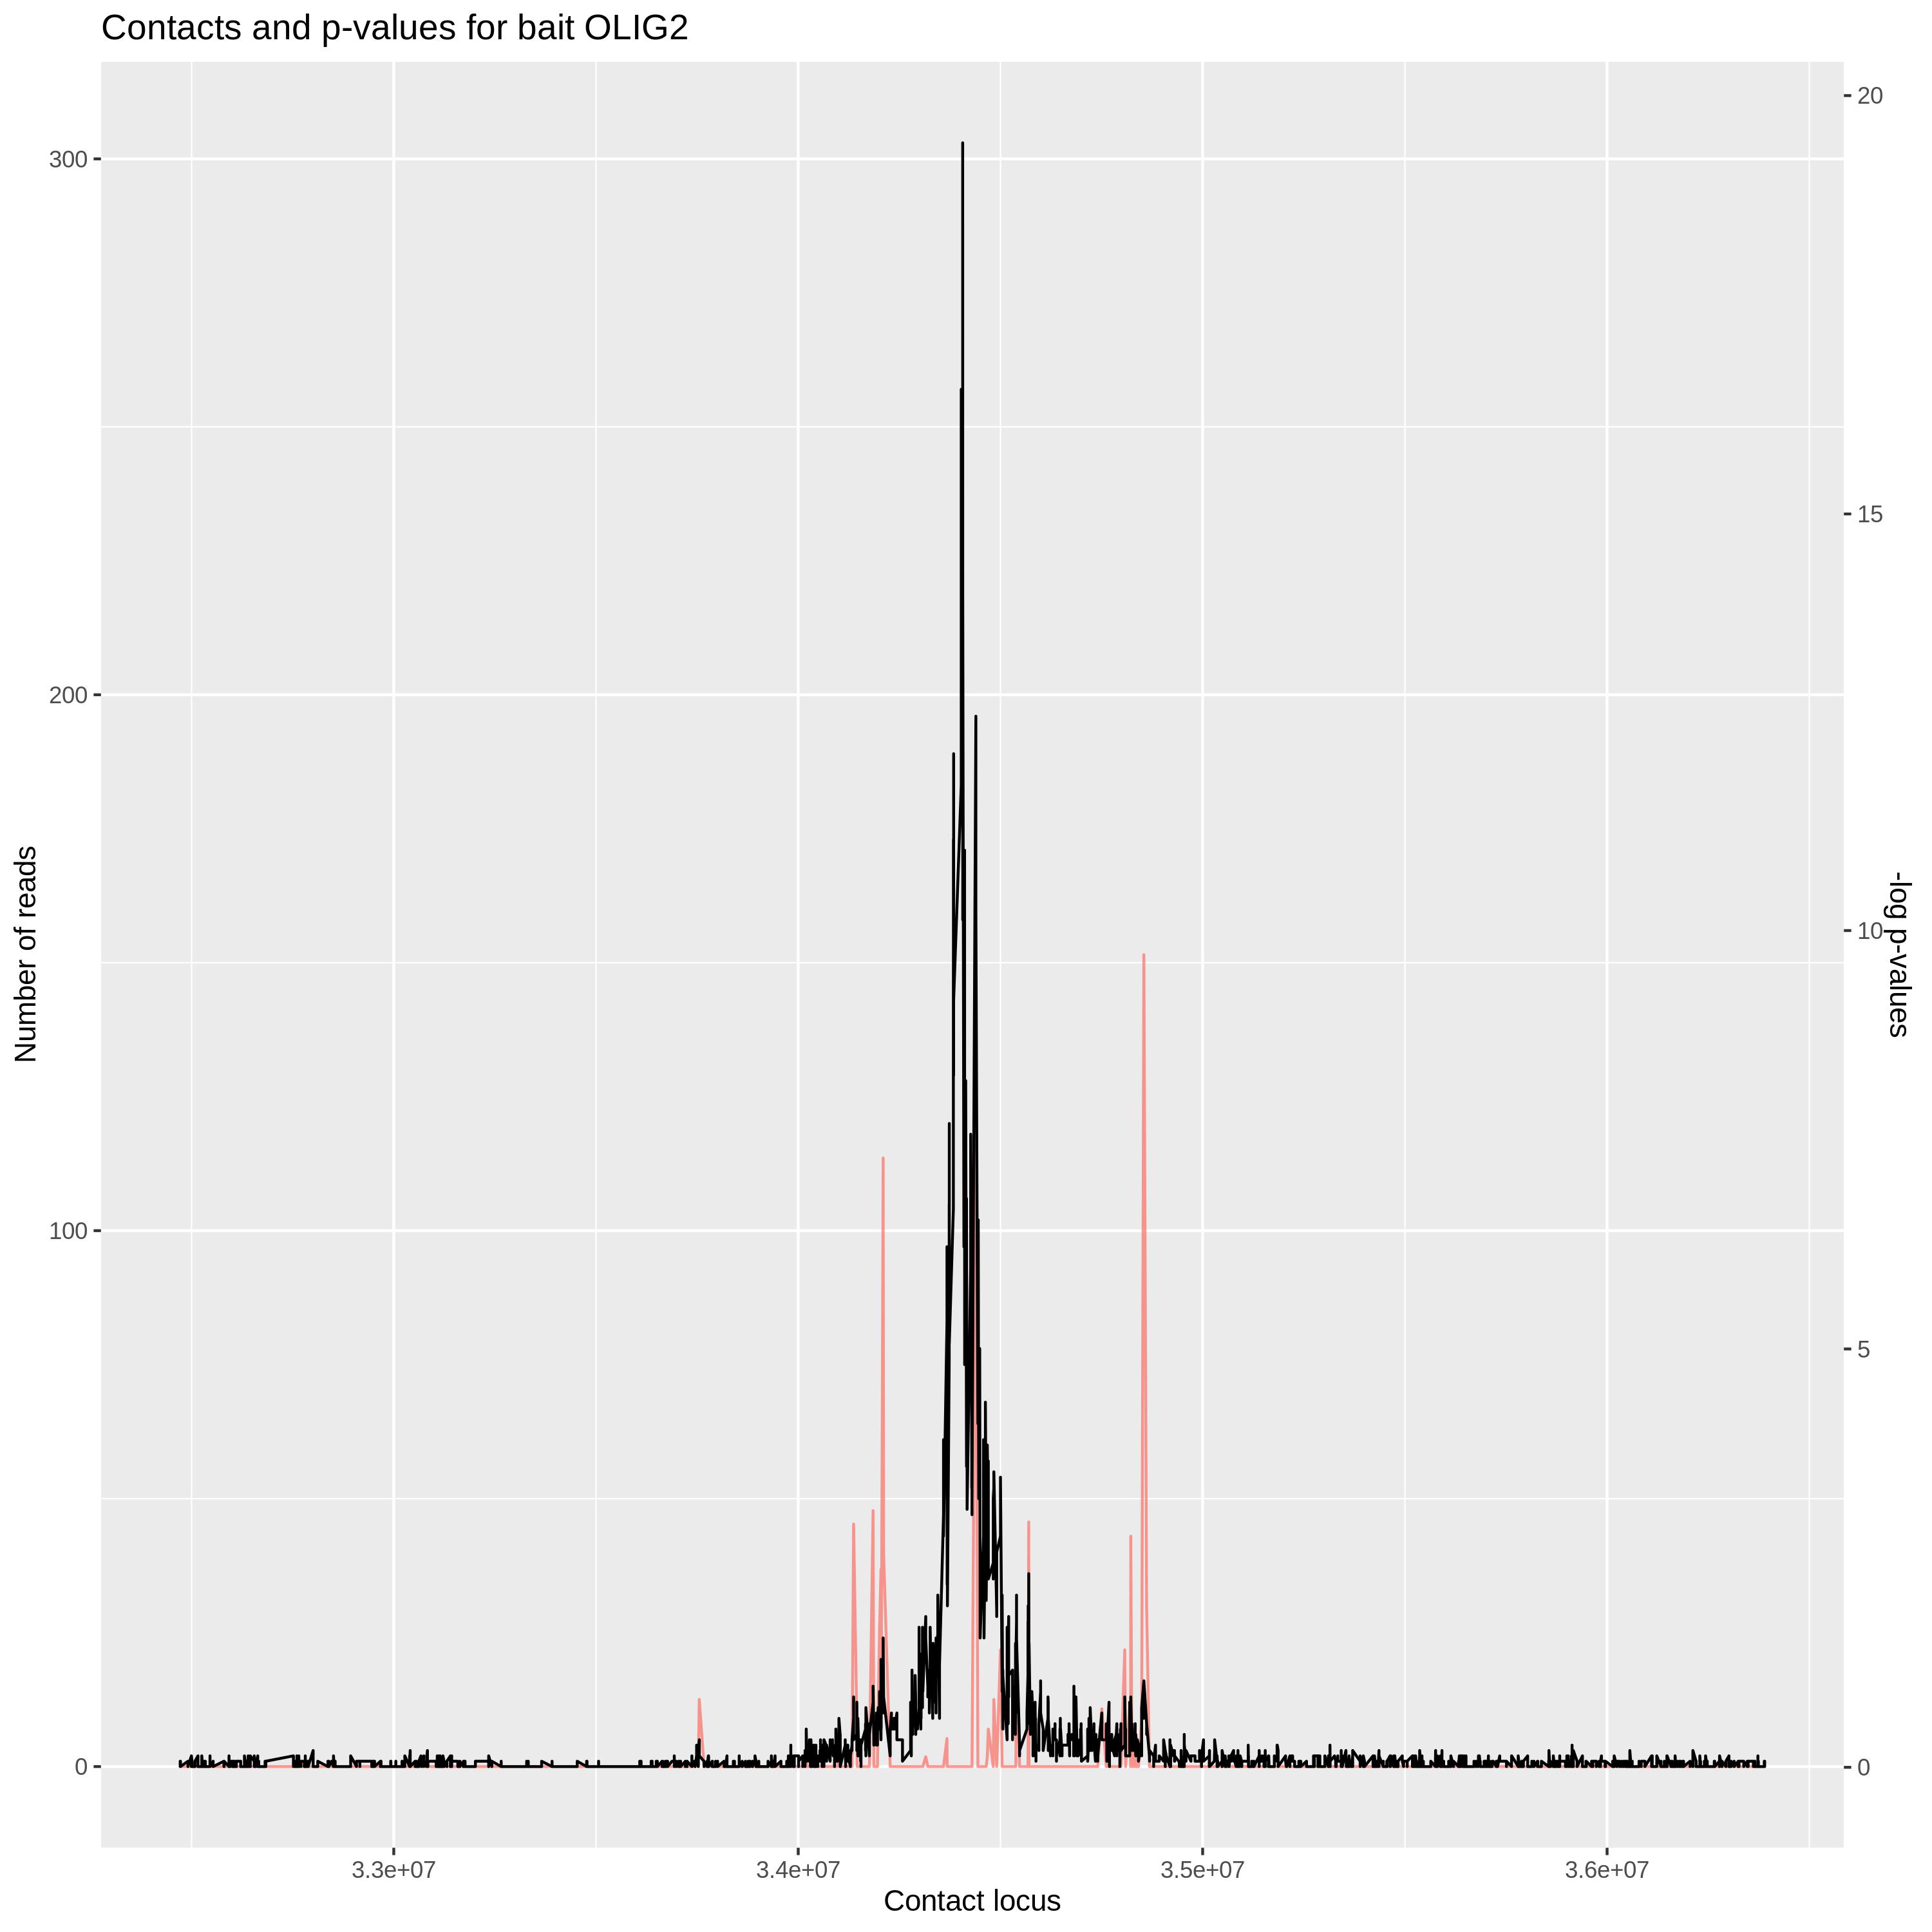 Contacts and p-values for bait OLIG2
300
200
100
0
Number of reads
20
15
10
5
0
-log p-values
3.3e+07
3.4e+07
3.5e+07
3.6e+07
Contact locus